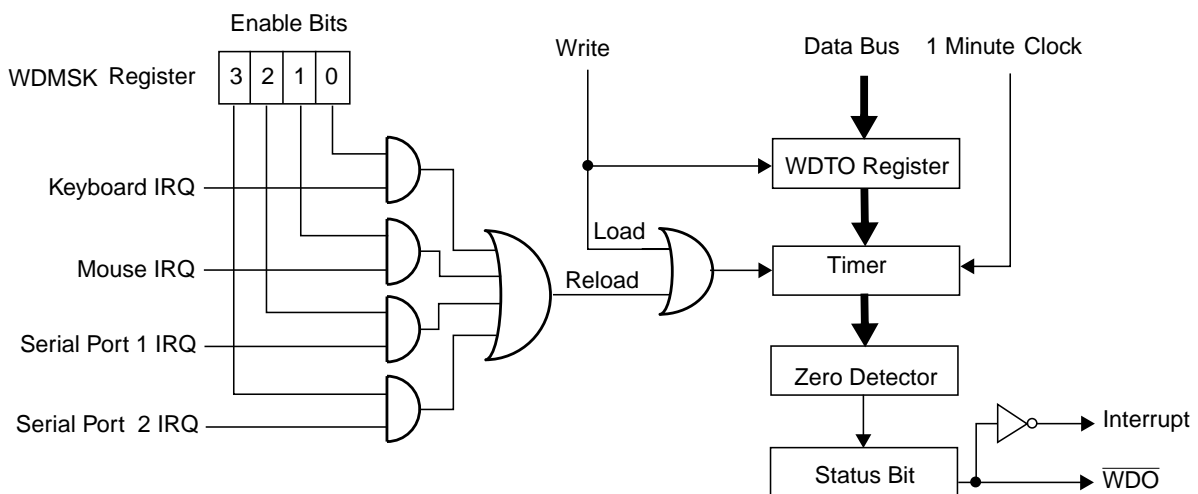 Enable Bits
WDMSK Register
3 2 1 0
Write
Data Bus
1 Minute Clock
Keyboard IRQ
WDTO Register
Mouse IRQ
Load
Reload
Timer
Serial Port 1 IRQ
Zero Detector
Serial Port 2 IRQ
Interrupt
Status Bit
WDO